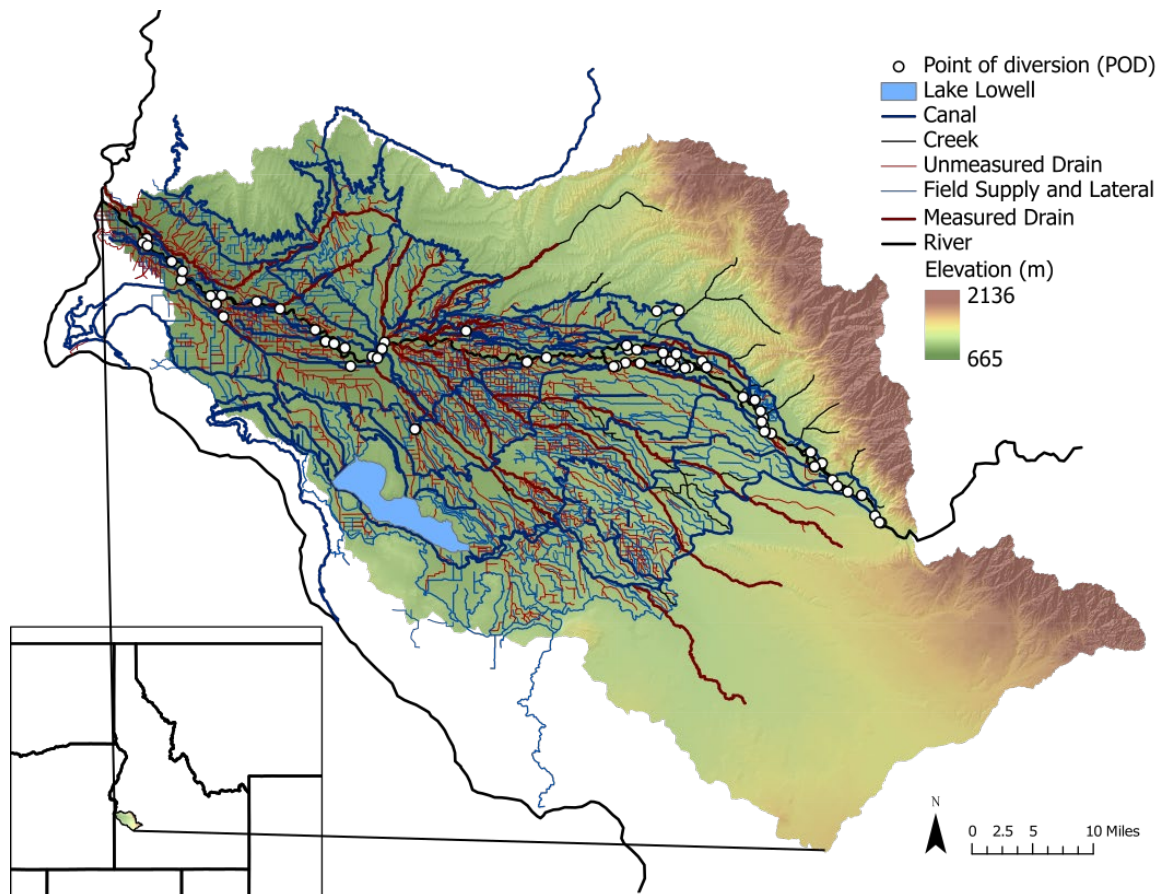 Point of diversion (POD)
Lake Lowell
Canal
Creek
Unmeasured Drain
Field Supply and Lateral
Measured Drain
River
Elevation (m)
2136
665
N
0 2.5 5 10 Miles